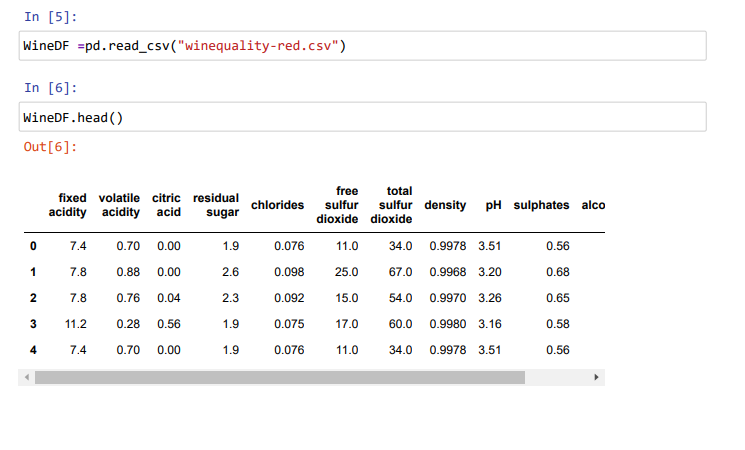 In [5]:
WineDF =pd.read_csv("winequality-red.csv")
In [6]:
WineDF.head()
Out[6]:
fixed acidity volatile acidity citric acid residual sugar chlorides free sulfur dioxide total sulfur dioxide density pH sulphates alco
0 7.4 0.70 0.00 1.9 0.076 11.0 34.0 0.9978 3.51 0.56
1 7.8 0.88 0.00 2.6 0.098 25.0 67.0 0.9968 3.20 0.68
2 7.8 0.76 0.04 2.3 0.092 15.0 54.0 0.9970 3.26 0.65
3 11.2 0.28 0.56 1.9 0.075 17.0 60.0 0.9980 3.16 0.58
4 7.4 0.70 0.00 1.9 0.076 11.0 34.0 0.9978 3.51 0.56